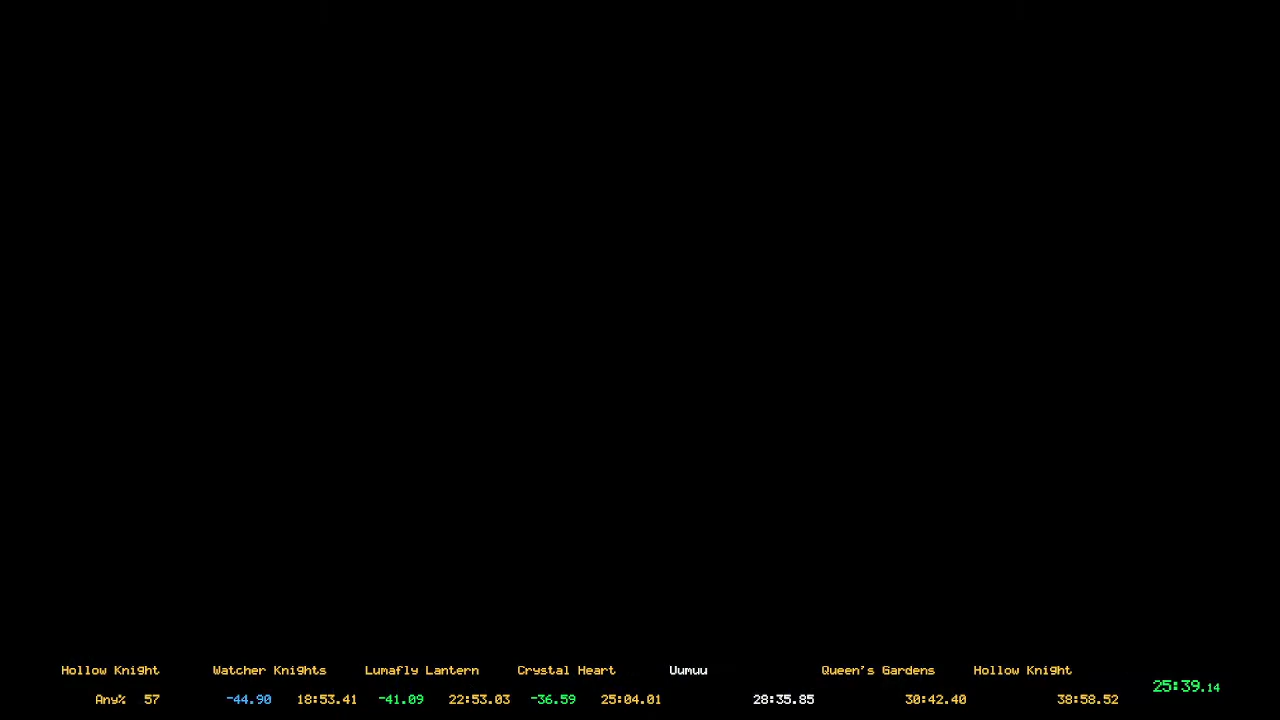 Hollow Knight Watcher Knights Lumafly Lantern Crystal Heart Uumuu Queen's Gardens Hollow Knight
Any% 57 -44.90 18:53.41 -41.09 22:53.03 -36.59 25:04.01 28:35.85 30:42.40 38:58.52 25:39.14